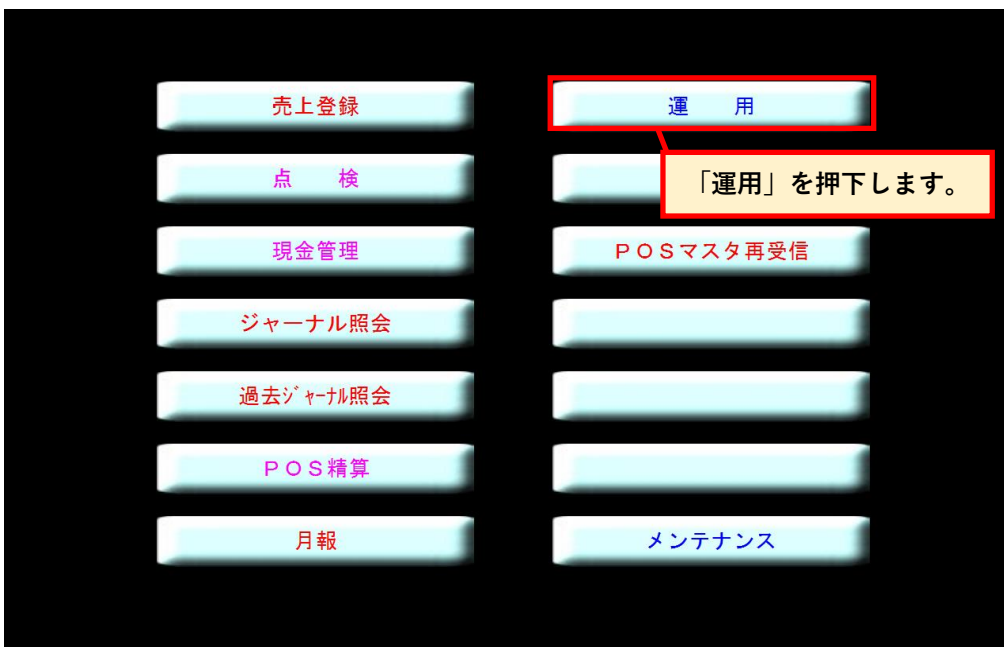 売上登録
運　　用
点　　検
「運用」を押下します。
現金管理
ＰＯＳマスタ再受信
ジャーナル照会
過去ｼﾞｬｰﾅﾙ照会
ＰＯＳ精算
月報
メンテナンス